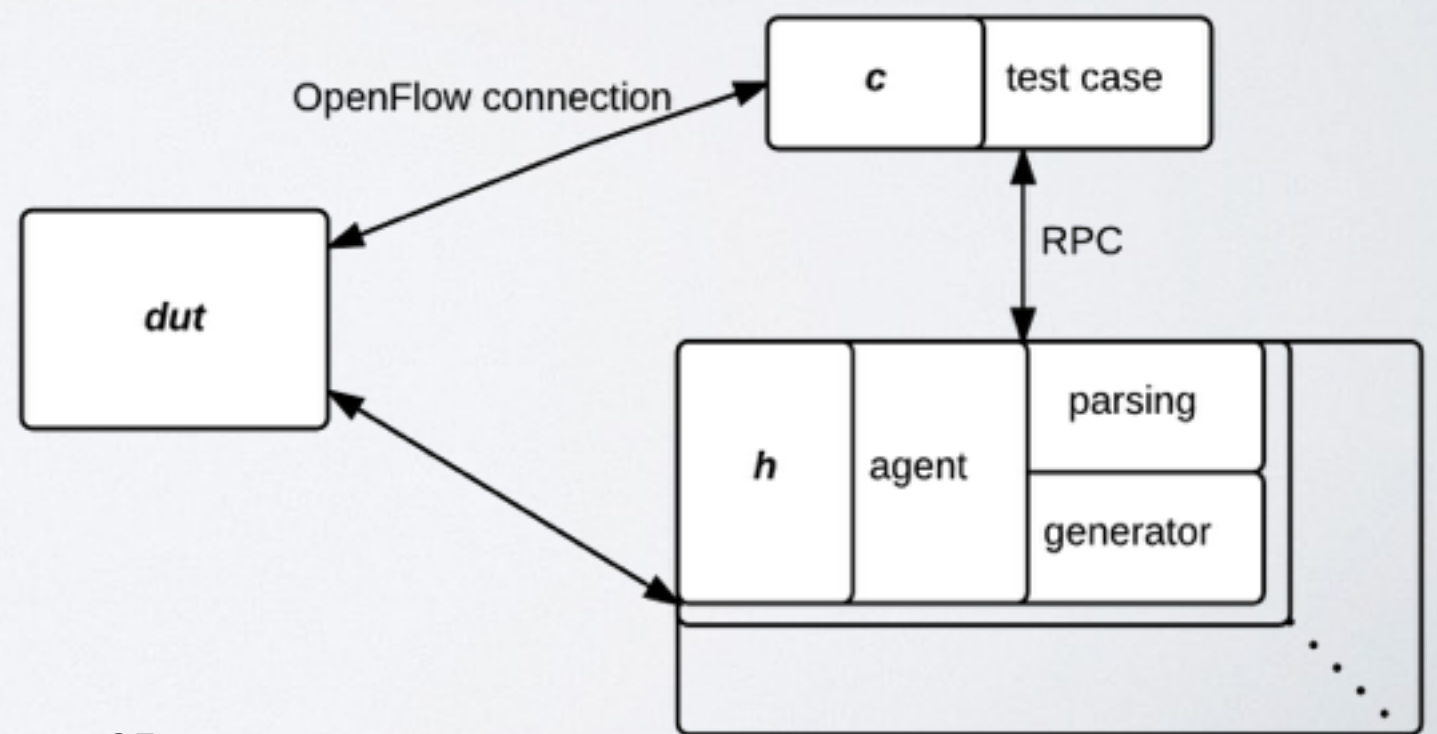 c
test case
OpenFlow connection
RPC
dut
h
agent
parsing
generator